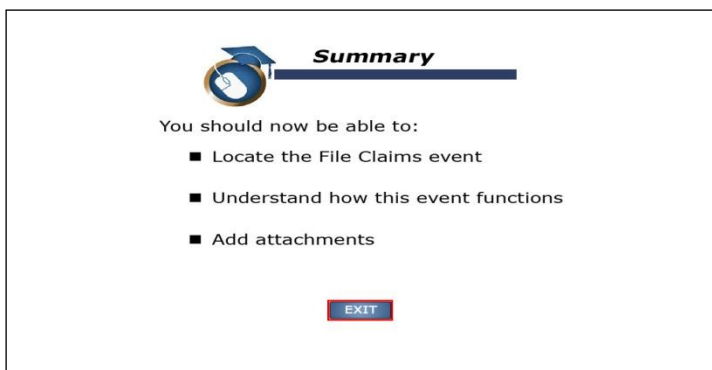 Summary
You should now be able to:
■ Locate the File Claims event
■ Understand how this event functions
■ Add attachments
EXIT